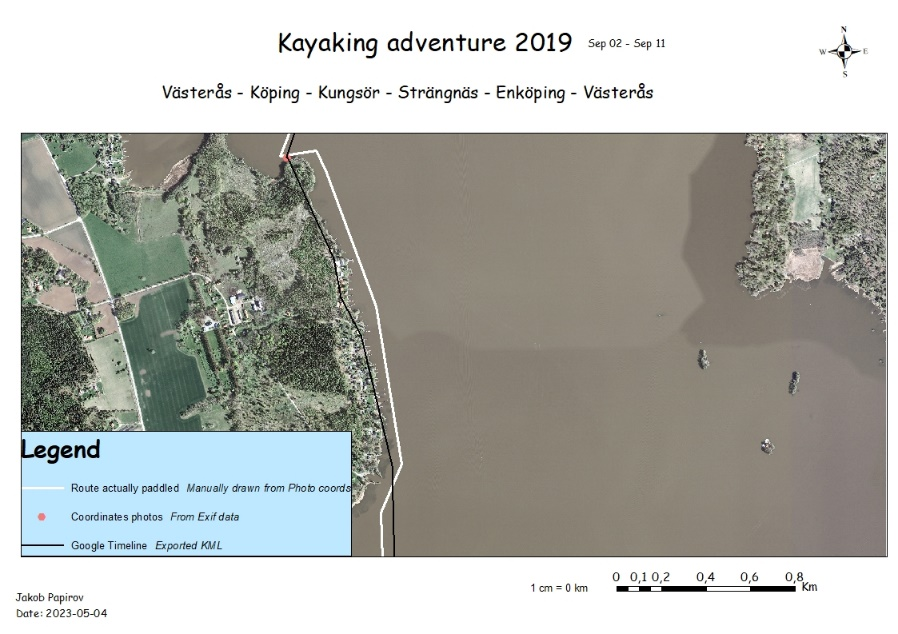 Kayaking adventure 2019 Sep 02 - Sep 11
N
W E
S
Västerås - Köping - Kungsör - Strängnäs - Enköping - Västerås
Legend
Route actually paddled Manually drawn from Photo coords
Coordinates photos From Exif data
Google Timeline Exported KML
1 cm = 0 km
0 0,1 0,2 0,4 0,6 0,8
Km
Jakob Papirov
Date: 2023-05-04